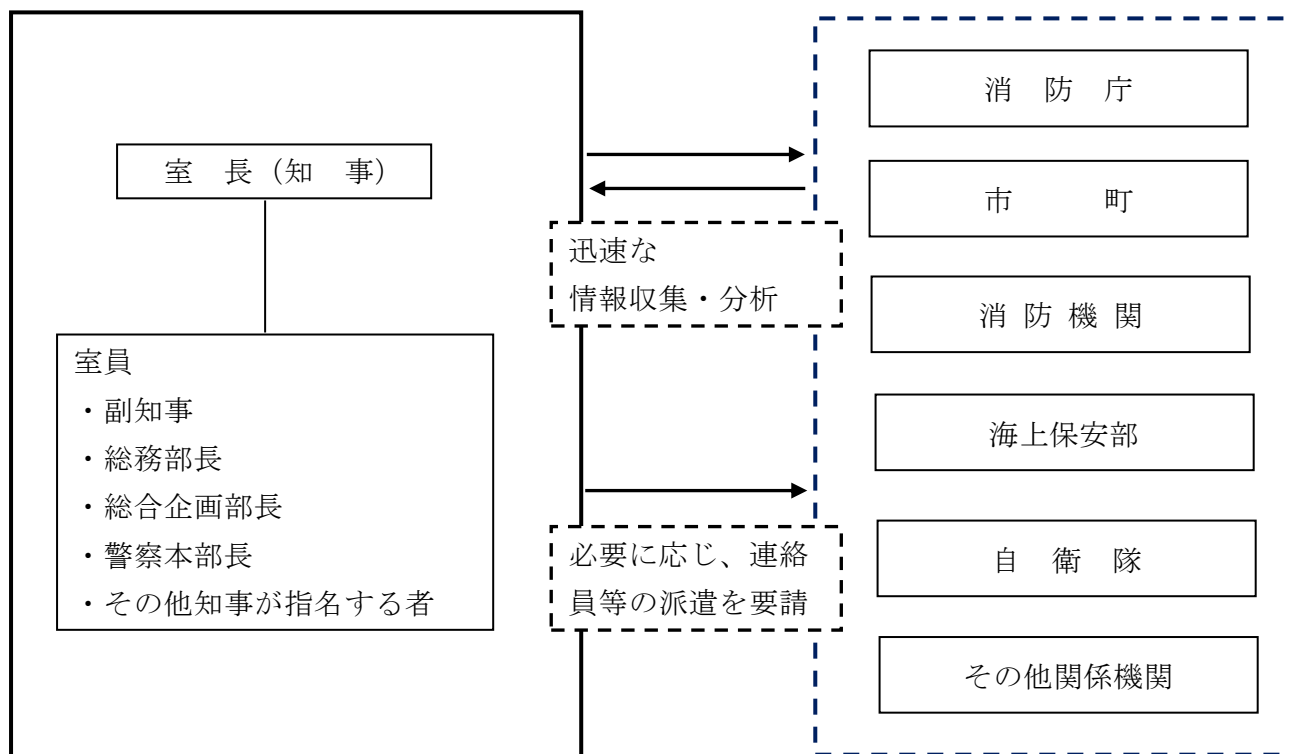 室　長（知　事）
室員
・副知事
・総務部長
・総合企画部長
・警察本部長
・その他知事が指名する者
迅速な
情報収集・分析
必要に応じ、連絡
員等の派遣を要請
消　防　庁
市　　　町
消 防 機 関
海上保安部
自　衛　隊
その他関係機関